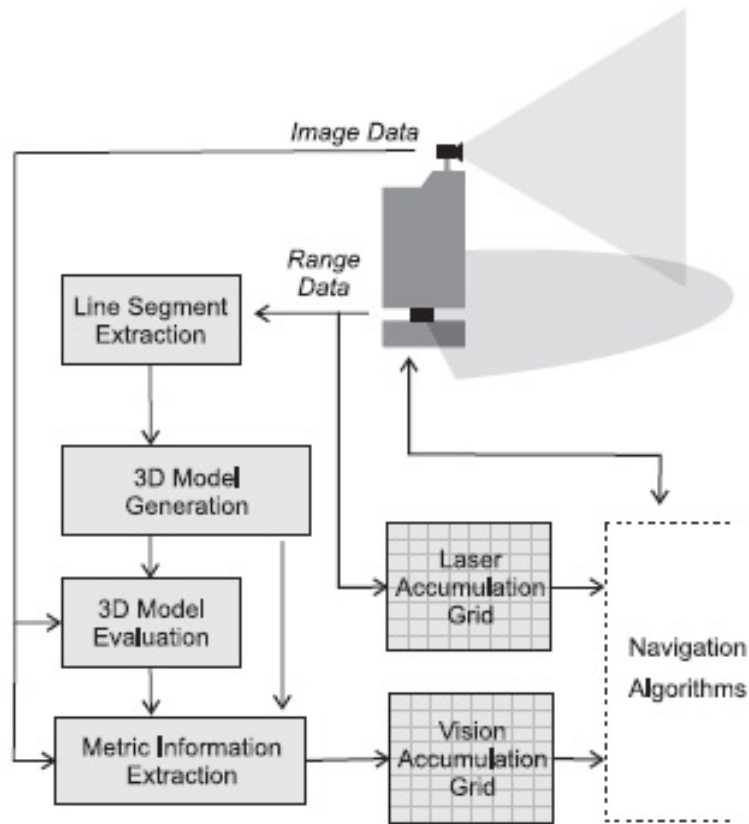 Image Data
Range
Data
Line Segment
Extraction
3D Model
Generation
3D Model
Evaluation
Metric Information
Extraction
Laser
Accumulation
Grid
Vision
Accumulation
Grid
Navigation
Algorithms